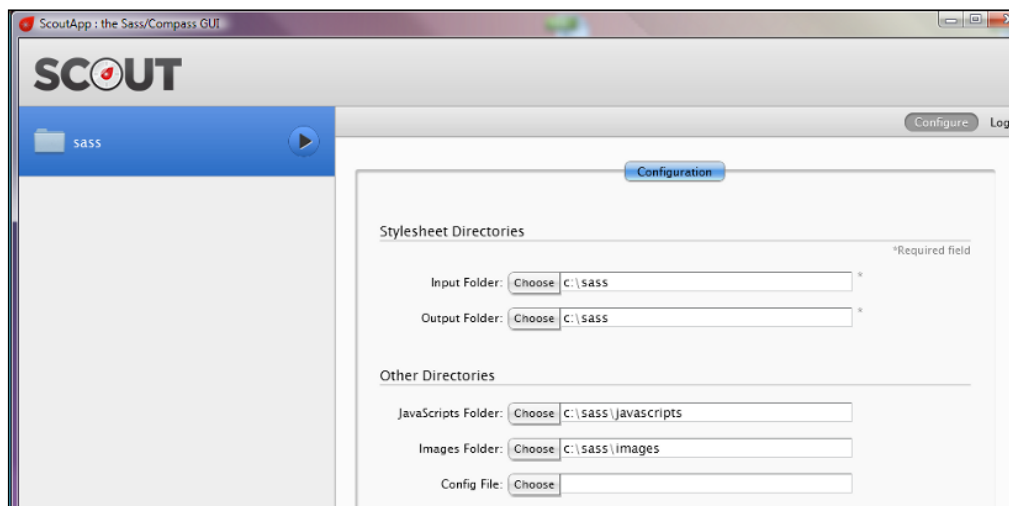 ScoutApp : the Sass/Compass GUI
SCOUT
sass
Configure Log
Configuration
Stylesheet Directories
*Required field
Input Folder: Choose c:\sass *
Output Folder: Choose c:\sass *
Other Directories
JavaScripts Folder: Choose c:\sass\javascripts
Images Folder: Choose c:\sass\images
Config File: Choose